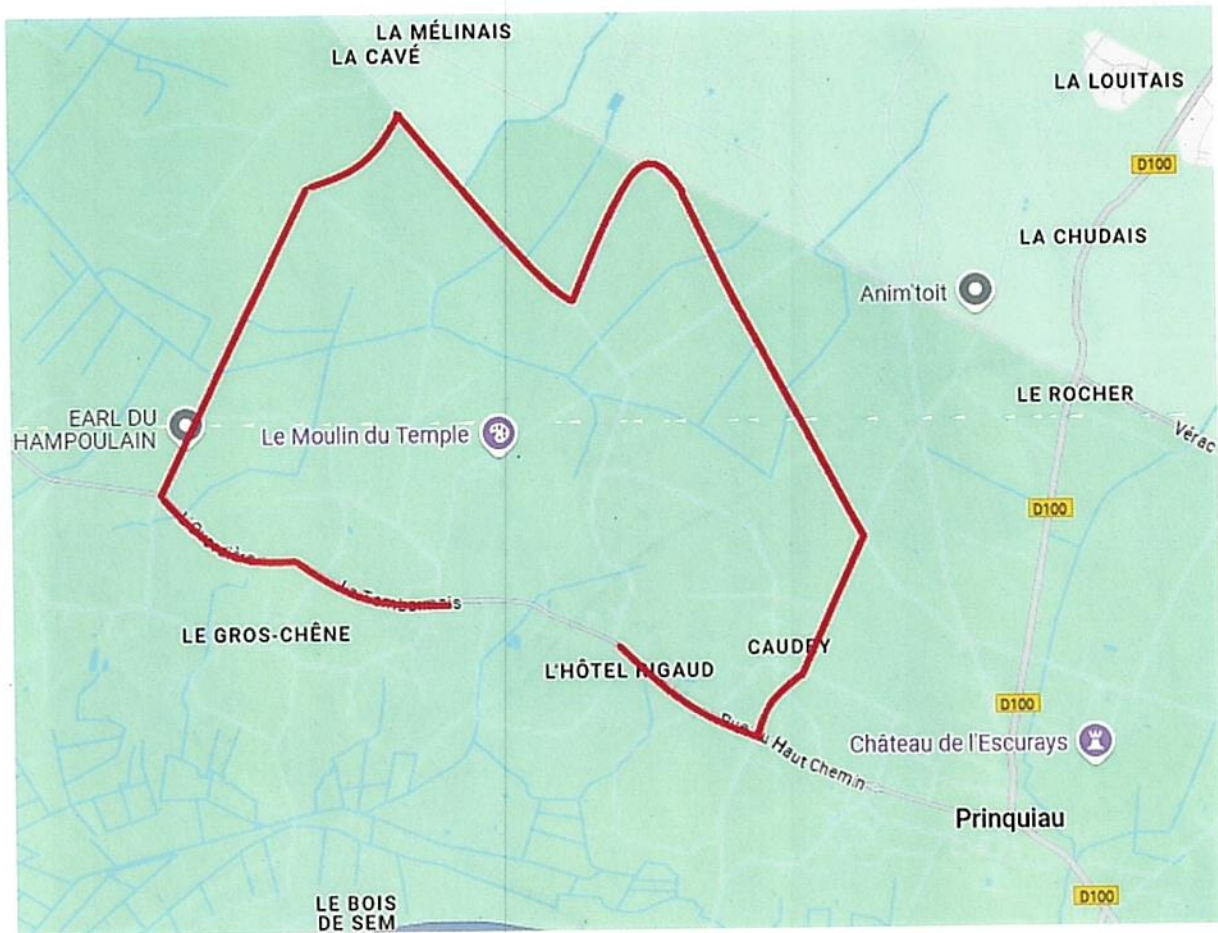 LA MÉLINAIS
LA CAVÉ
LA LOUITAIS
D100
LA CHUDAIS
Anim'toit
LE ROCHER
EARL DU
HAMPOULAIN
Le Moulin du Temple
Vérac
D100
LE GROS-CHÊNE
CAUDRY
L'HÔTEL RIGAUD
D100
Haut Chemin
Château de l'Escurays
Prinquiau
D100
LE BOIS
DE SEM